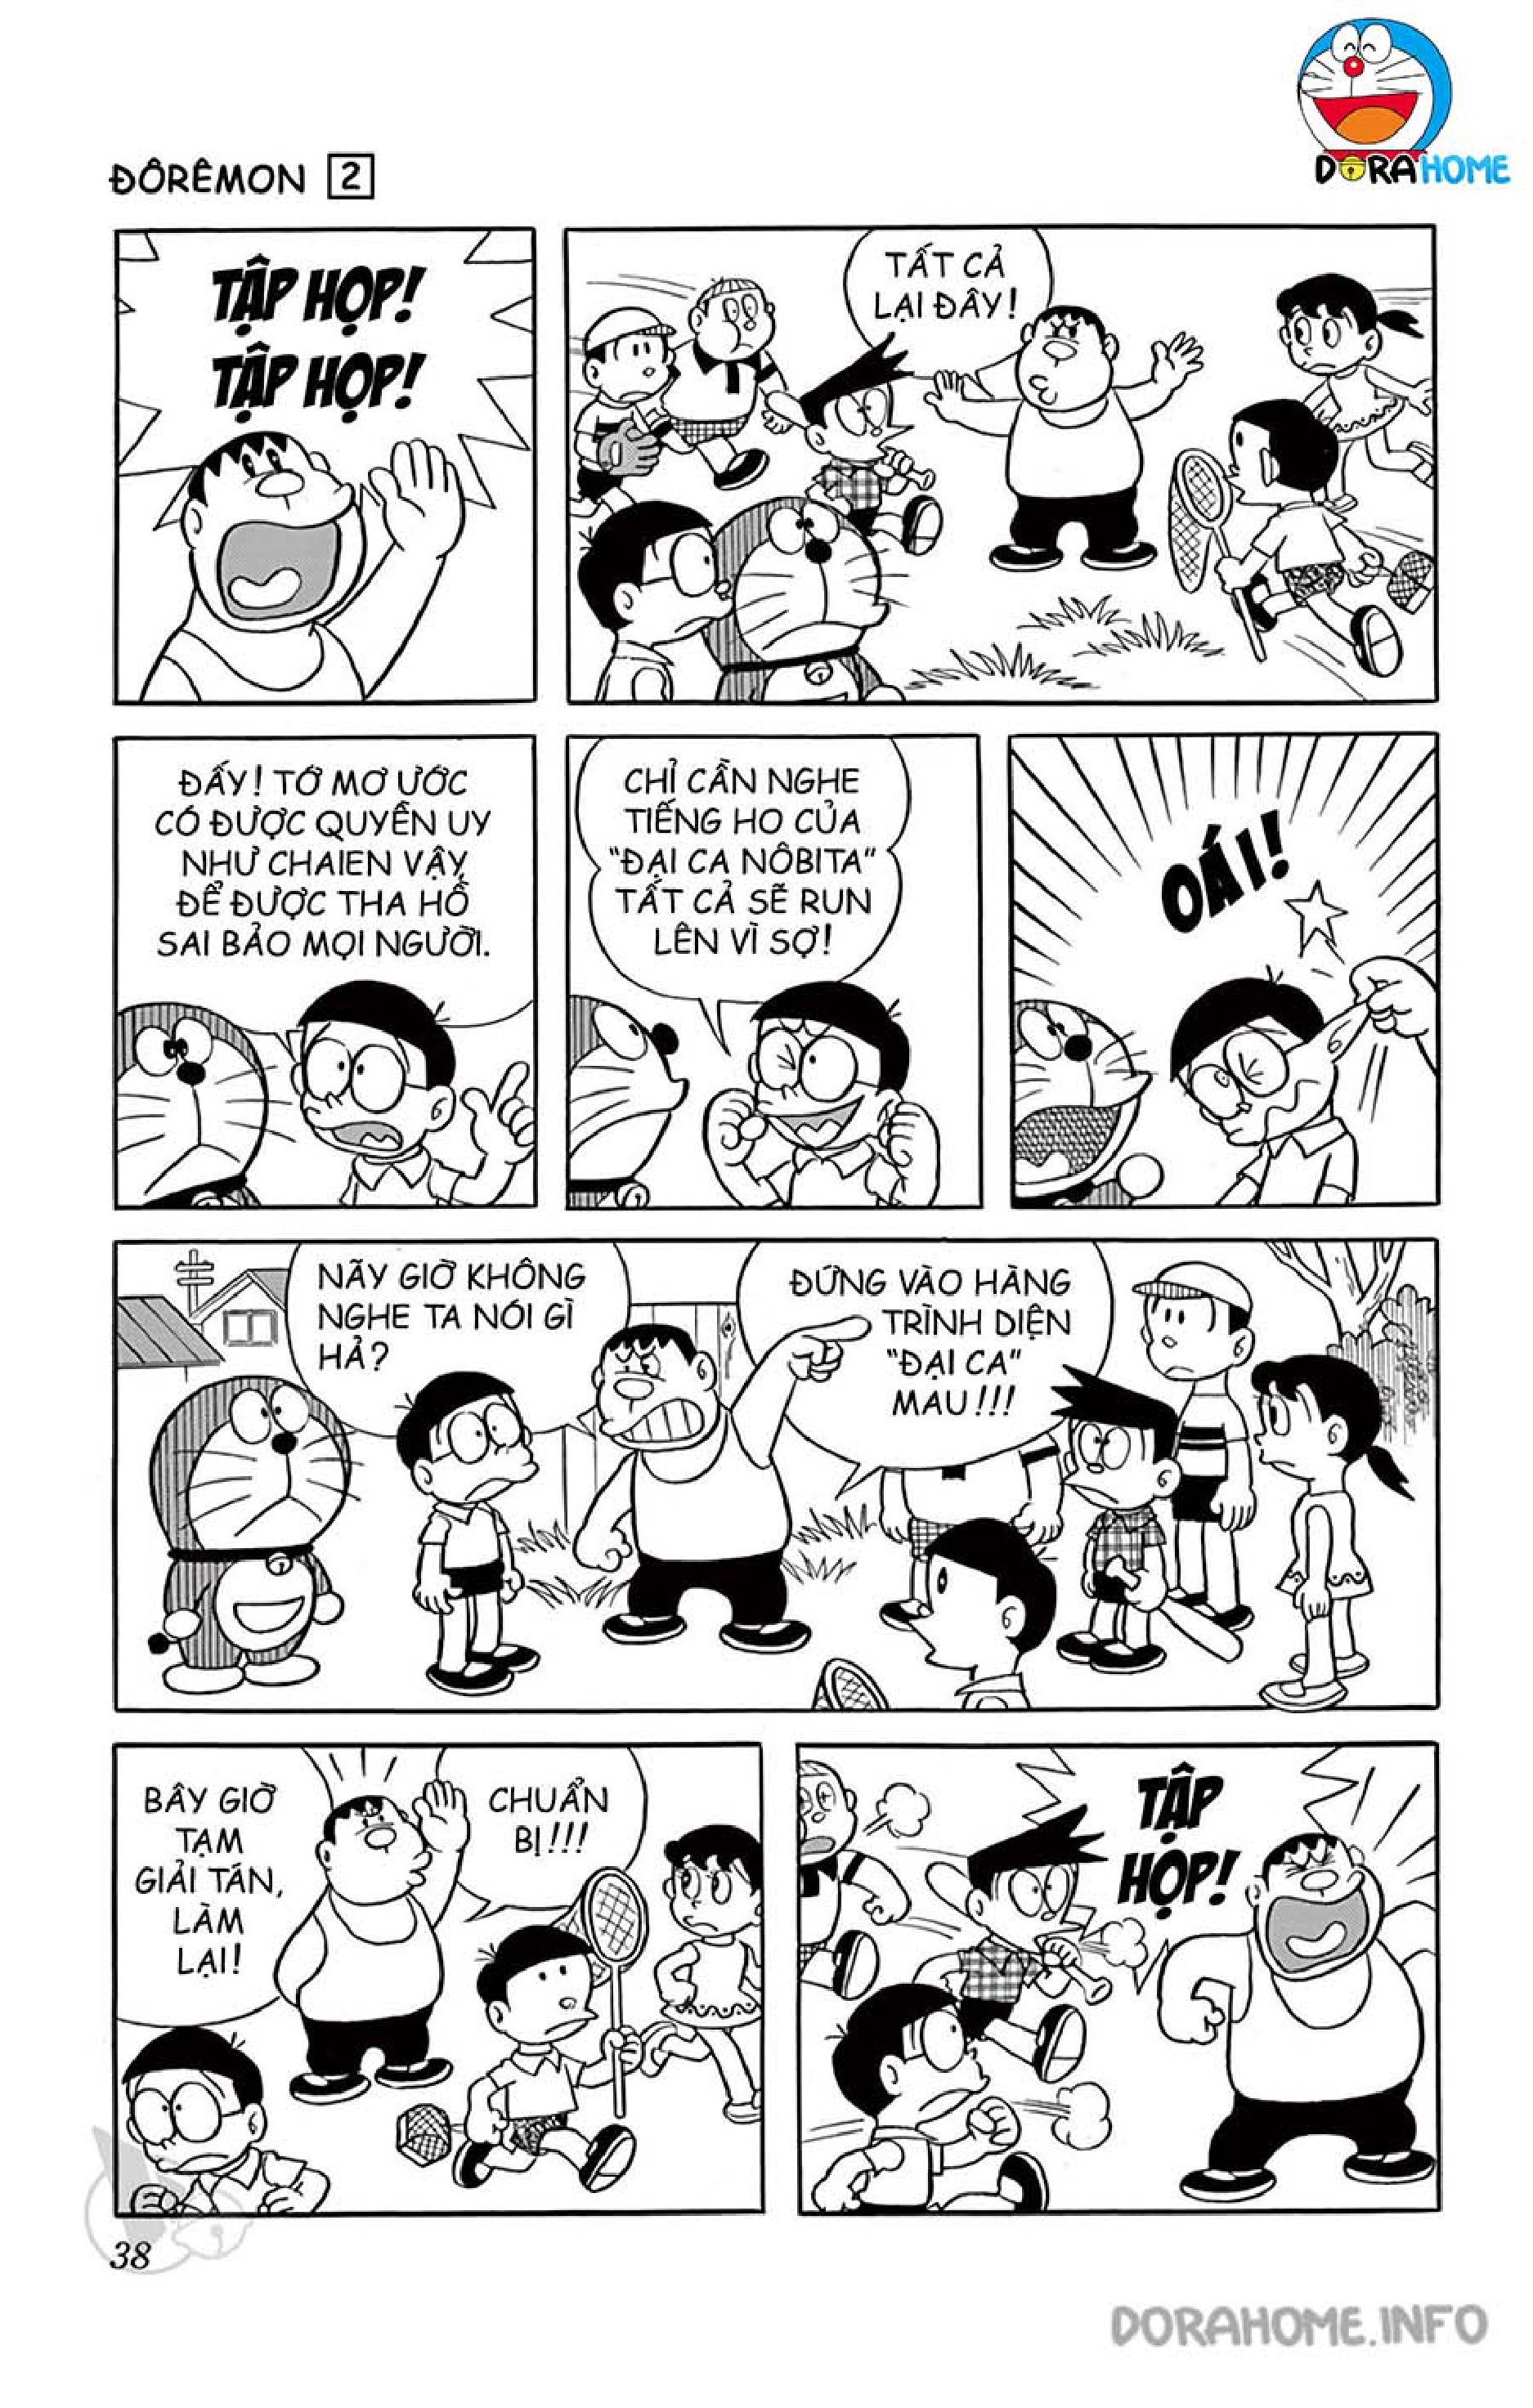 DORAHOME
ĐÔRÊMON 2
TẬP HỌP!
TẬP HỌP!
TẤT CẢ
LẠI ĐÂY!
ĐẤY! TỚ MƠ ƯỚC
CÓ ĐƯỢC QUYỀN UY
NHƯ CHAIEN VẬY,
ĐỂ ĐƯỢC THA HỒ
SAI BẢO MỌI NGƯỜI.
CHỈ CẦN NGHE
TIẾNG HO CỦA
"ĐẠI CA NÔBITA"
TẤT CẢ SẼ RUN
LÊN VÌ SỢ!
OÁI!
NÃY GIỜ KHÔNG
NGHE TA NÓI GÌ
HẢ?
ĐỨNG VÀO HÀNG
TRÌNH DIỆN
"ĐẠI CA"
MAU!!!
BÂY GIỜ
TẠM
GIẢI TÁN,
LÀM
LẠI!
CHUẨN
BỊ!!!
TẬP
HỌP!
38
DORAHOME.INFO